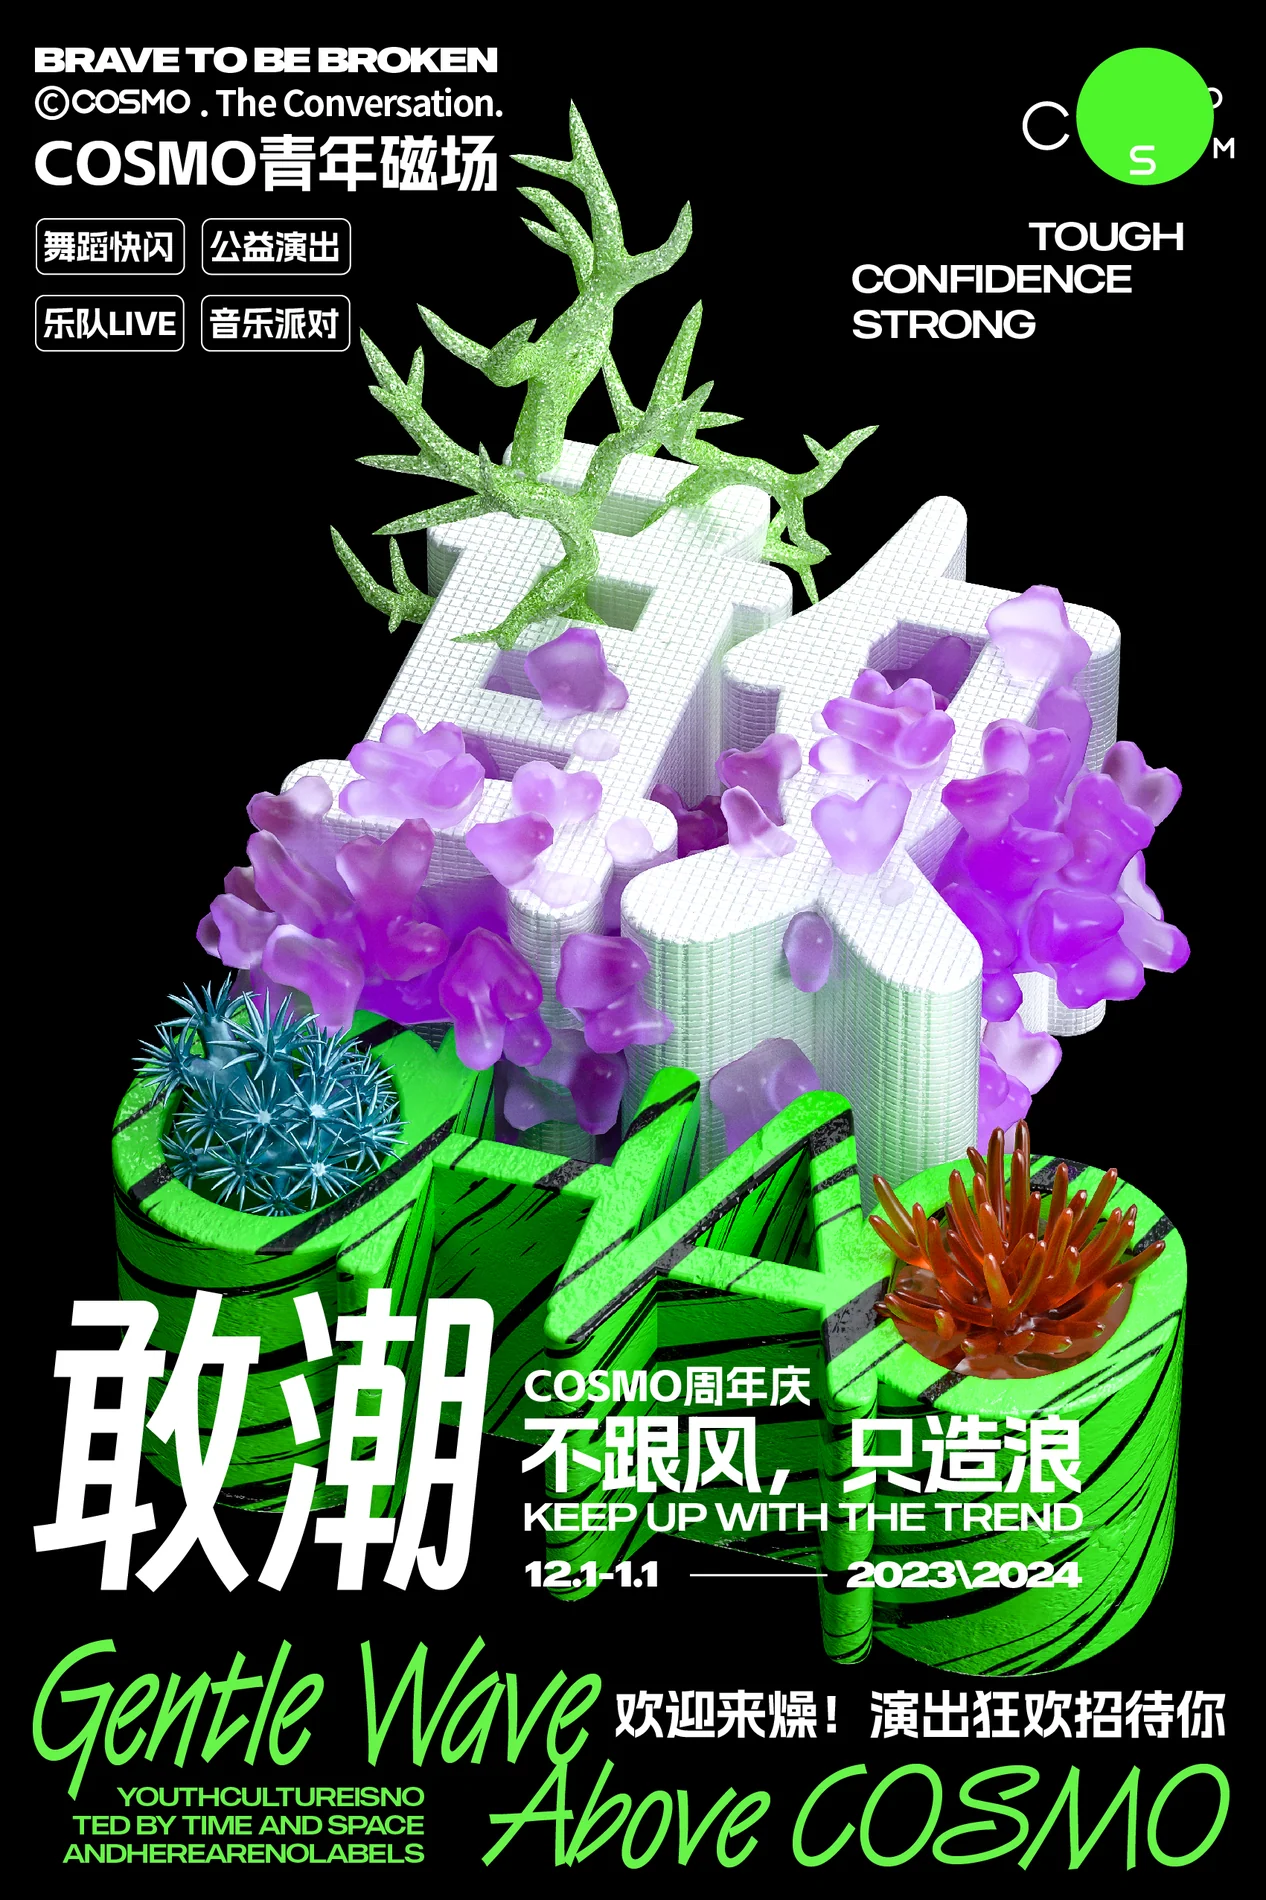 BRAVE TO BE BROKEN
©COSMO . The Conversation.
COSMO青年磁场
舞蹈快闪 公益演出
乐队LIVE 音乐派对
C S O M
TOUGH
CONFIDENCE
STRONG
敢
CHAO
敢潮
COSMO周年庆
不跟风，只造浪
KEEP UP WITH THE TREND
12.1-1.1 2023\2024
Gentle Wave
欢迎来燥！演出狂欢招待你
Above COSMO
YOUTHCULTUREISNO
TED BY TIME AND SPACE
ANDHEREARENOLABELS